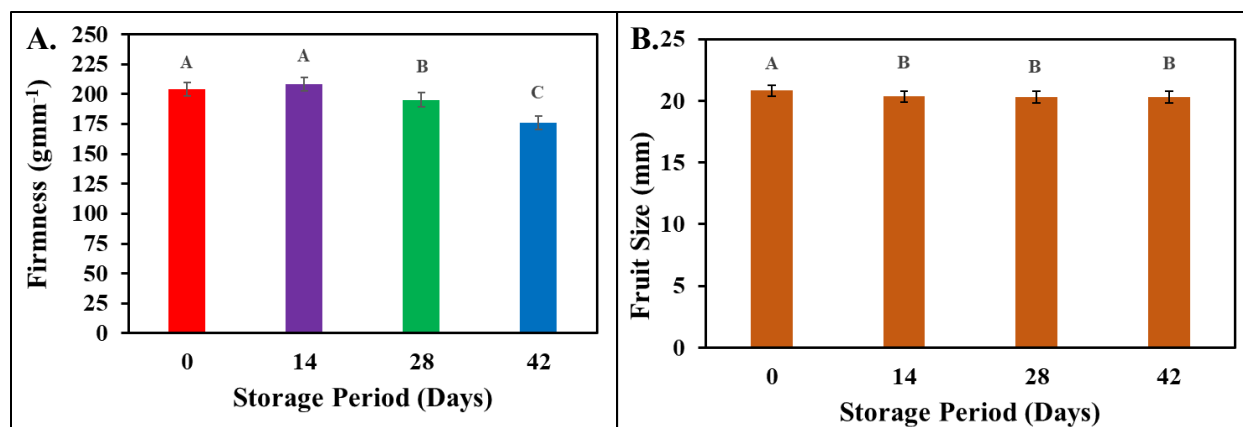 A.
Firmness (gmm-1)
250
225
200
175
150
125
100
75
50
25
0
A
A
B
C
0 14 28 42
Storage Period (Days)
B.
Fruit Size (mm)
25
20
15
10
5
0
A
B
B
B
0 14 28 42
Storage Period (Days)